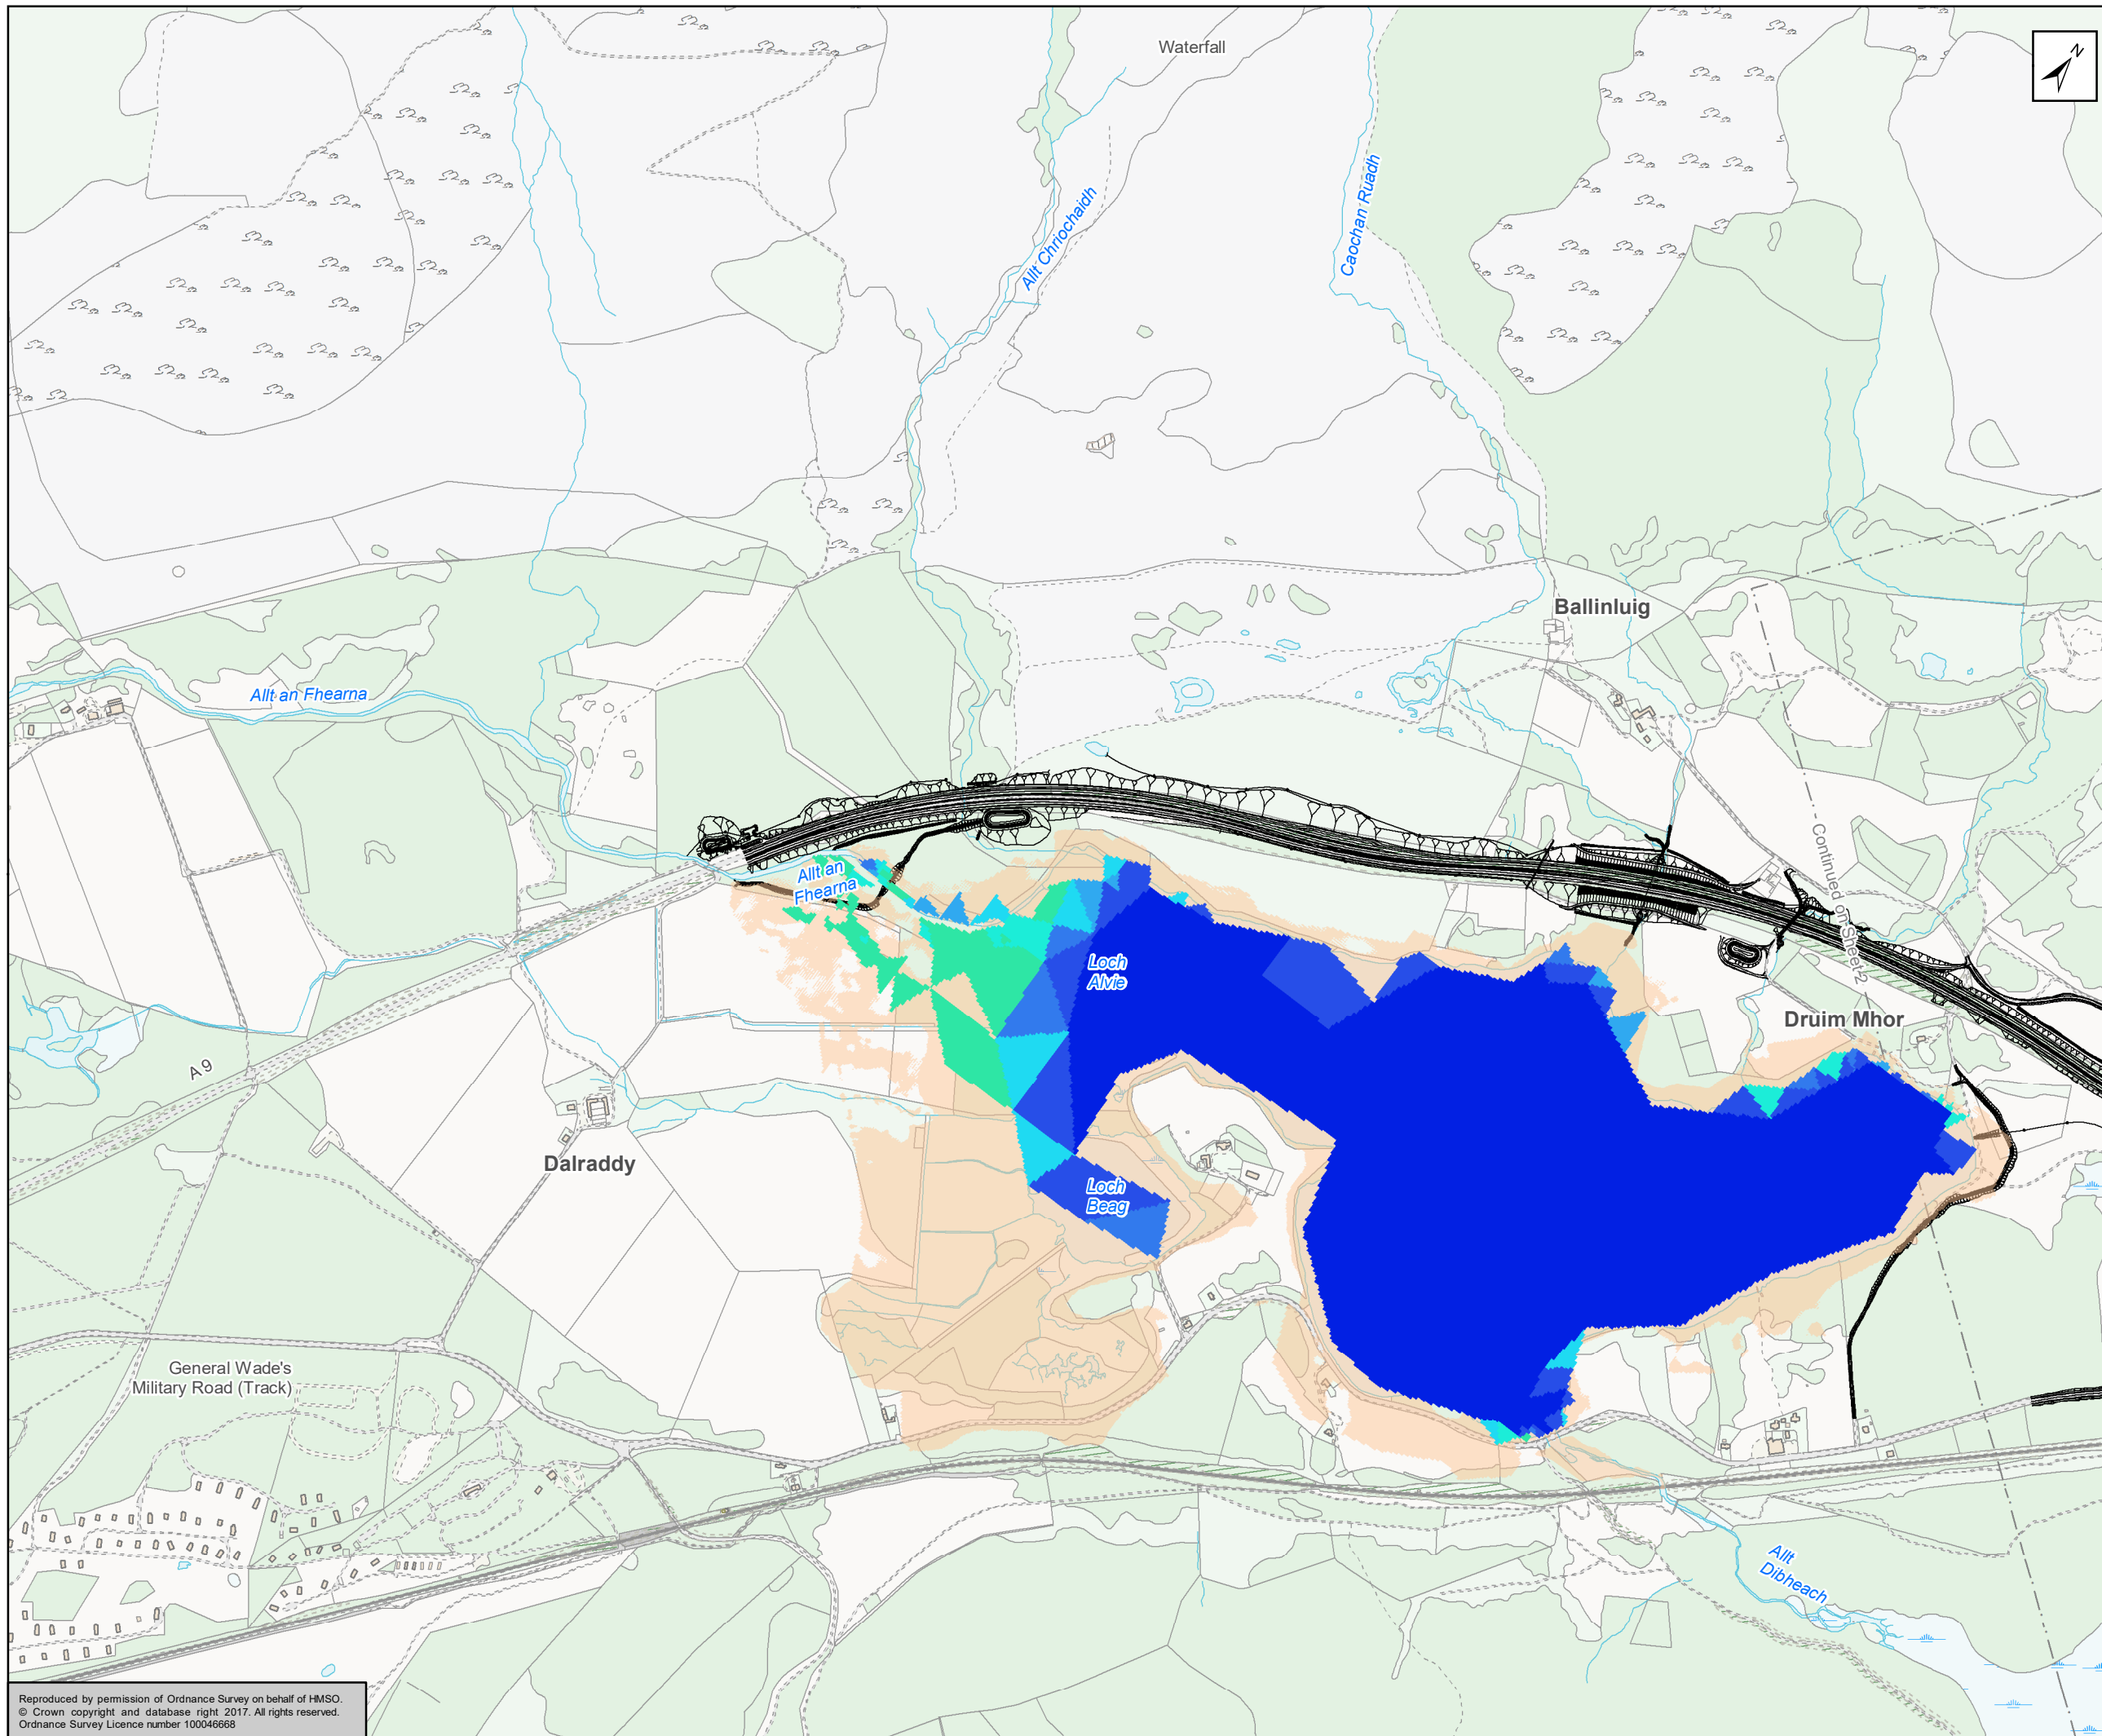 Waterfall
N
Allt Chriochaidh
Caochan Ruadh
Ballinluig
Allt an Fhearna
Continued on Sheet 2
Allt an
Fhearna
Loch
Alvie
Druim Mhor
A 9
Dalraddy
Loch
Beag
General Wade's
Military Road (Track)
Allt
Dibheach
Reproduced by permission of Ordnance Survey on behalf of HMSO.
© Crown copyright and database right 2017. All rights reserved.
Ordnance Survey Licence number 100046668